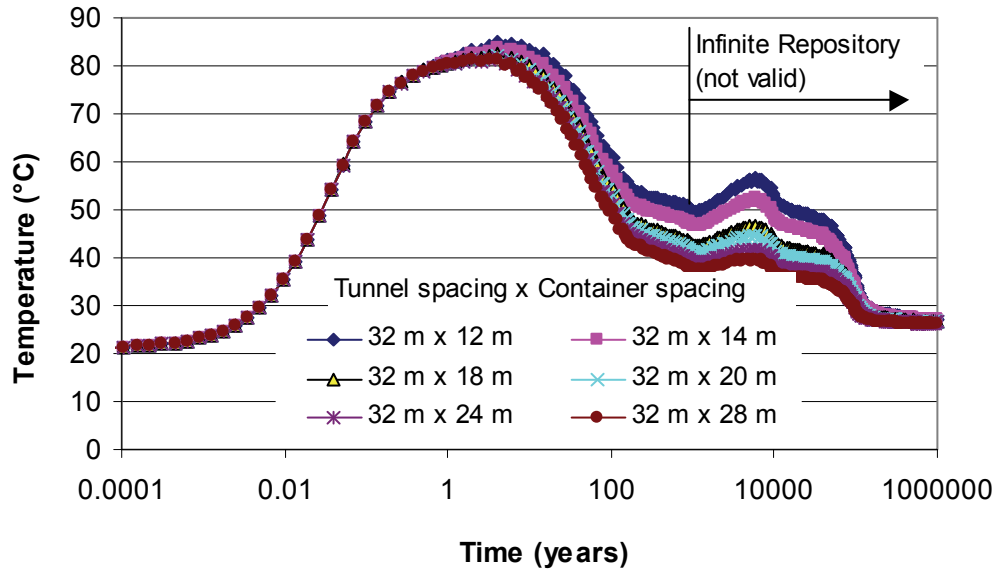 90
80
70
60
50
40
30
20
10
0
Temperature (°C)
Infinite Repository
(not valid)
Tunnel spacing x Container spacing
32 m x 12 m
32 m x 14 m
32 m x 18 m
32 m x 20 m
32 m x 24 m
32 m x 28 m
0.0001
0.01
1
100
10000
1000000
Time (years)